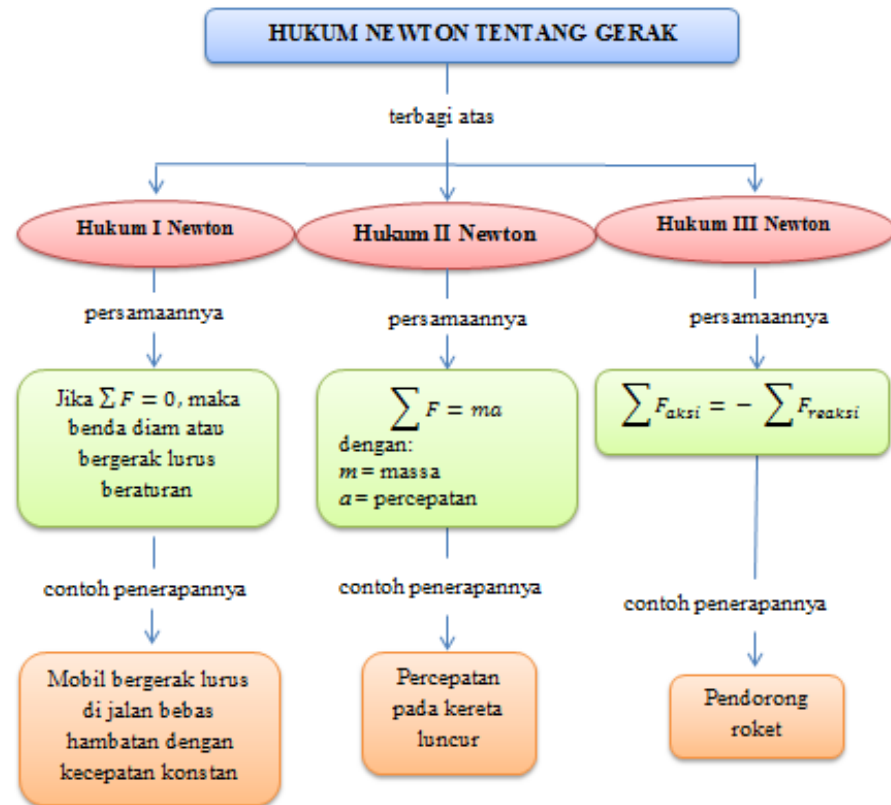 HUKUM NEWTON TENTANG GERAK
terbagi atas
Hukum I Newton
Hukum II Newton
Hukum III Newton
persamaannya
persamaannya
persamaannya
Jika ∑ F = 0, maka
benda diam atau
bergerak lurus
beraturan
∑ F = ma
dengan:
m = massa
a = percepatan
∑ F_aksi = − ∑ F_reaksi
contoh penerapannya
contoh penerapannya
contoh penerapannya
Mobil bergerak lurus
di jalan bebas
hambatan dengan
kecepatan konstan
Percepatan
pada kereta
luncur
Pendorong
roket